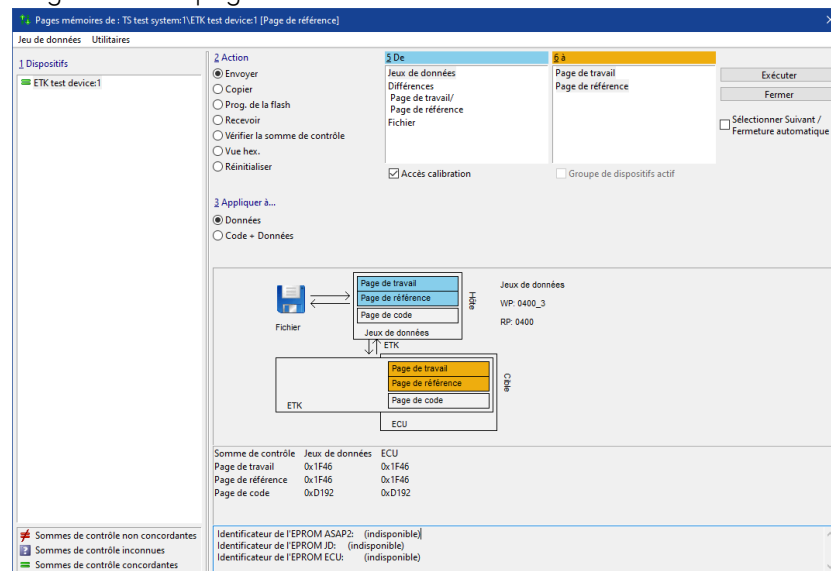 Pages mémoires de : TS test system:1\ETK test device:1 [Page de référence]
Jeu de données Utilitaires
1 Dispositifs
ETK test device:1
2 Action
Envoyer
Copier
Prog. de la flash
Recevoir
Vérifier la somme de contrôle
Vue hex.
Réinitialiser
5 De
Jeux de données
Différences
Page de travail/
Page de référence
Fichier
Accès calibration
6 à
Page de travail
Page de référence
Groupe de dispositifs actif
Exécuter
Fermer
Sélectionner Suivant /
Fermeture automatique
3 Appliquer à...
Données
Code + Données
Fichier
Page de travail
Page de référence
Page de code
Jeux de données
Hôte
Jeux de données
WP: 0400_3
RP: 0400
ETK
Page de travail
Page de référence
Page de code
Cible
ETK
ECU
Somme de contrôle Jeux de données ECU
Page de travail 0x1F46 0x1F46
Page de référence 0x1F46 0x1F46
Page de code 0xD192 0xD192
Sommes de contrôle non concordantes
Sommes de contrôle inconnues
Sommes de contrôle concordantes
Identificateur de l'EPROM ASAP2: (indisponible)
Identificateur de l'EPROM JD: (indisponible)
Identificateur de l'EPROM ECU: (indisponible)